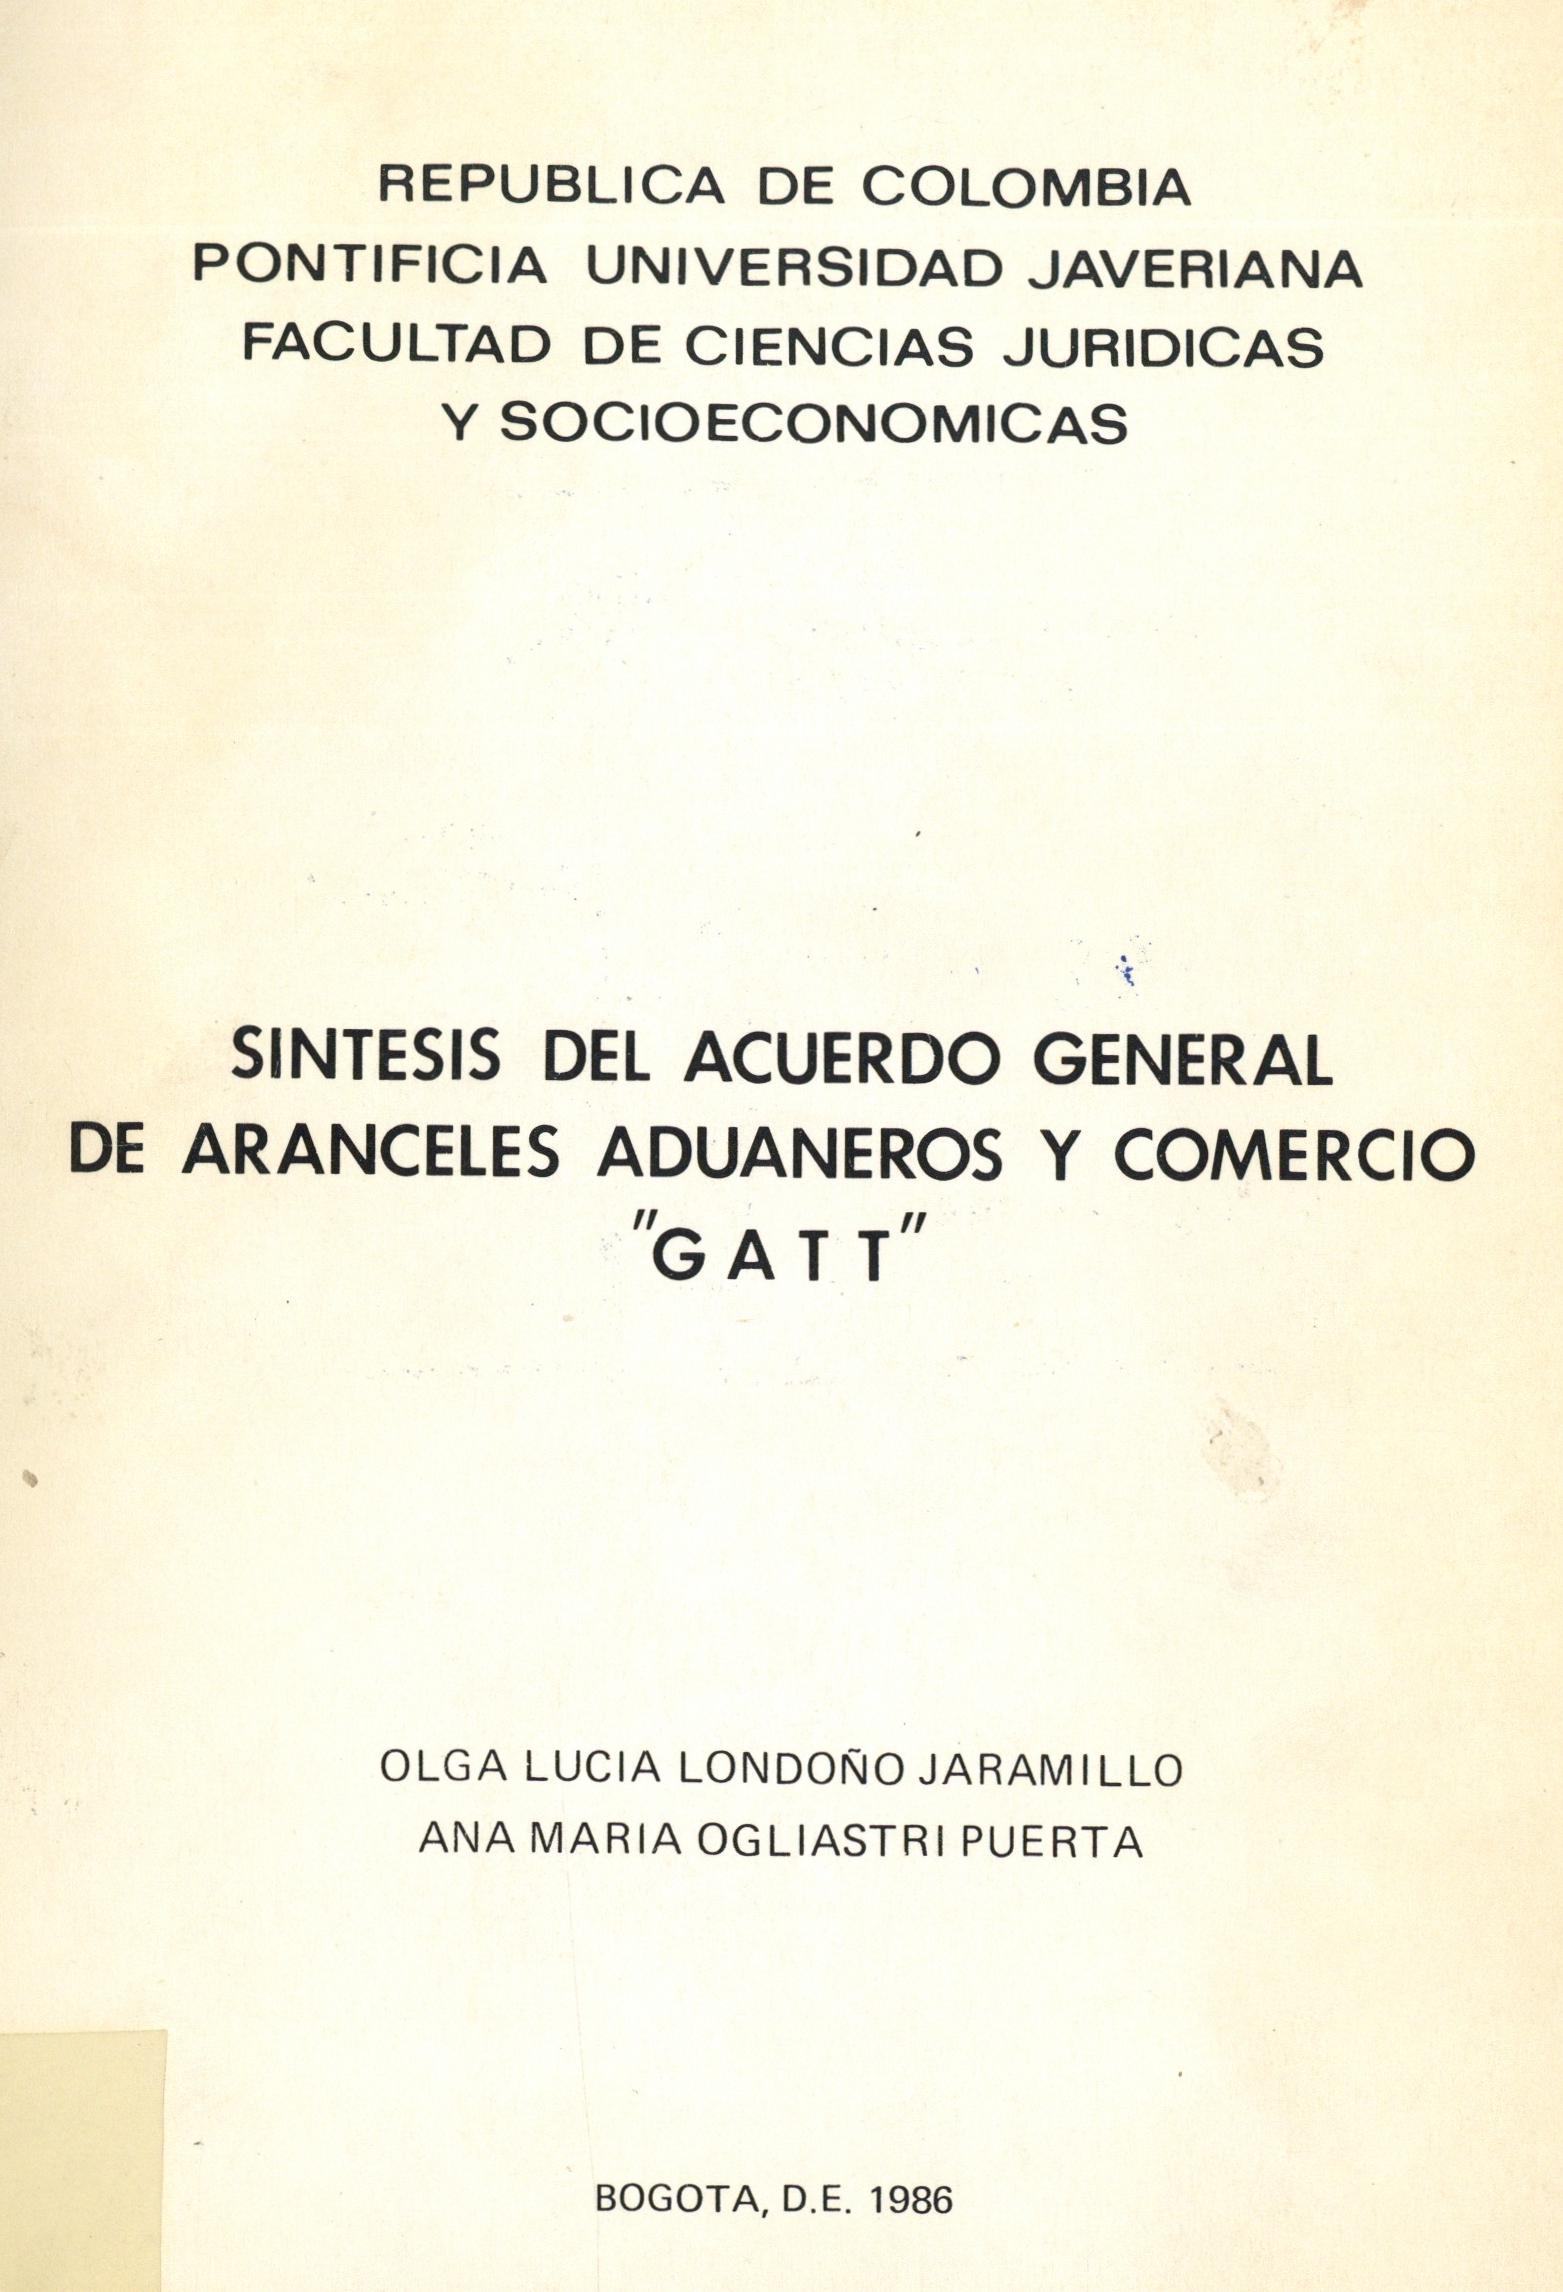 REPUBLICA DE COLOMBIA
PONTIFICIA UNIVERSIDAD JAVERIANA
FACULTAD DE CIENCIAS JURIDICAS
Y SOCIOECONOMICAS
SINTESIS DEL ACUERDO GENERAL
DE ARANCELES ADUANEROS Y COMERCIO
"GATT"
OLGA LUCIA LONDOÑO JARAMILLO
ANA MARIA OGLIASTRI PUERTA
BOGOTA, D.E. 1986